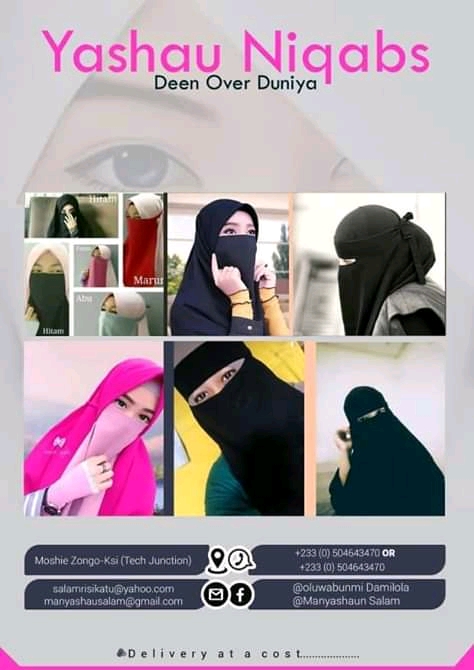 Yashau Niqabs
Deen Over Duniya
Hitam
Marur
Abu
Hitam
Moshie Zongo-Ksi (Tech Junction)
+233 (0) 504643470 OR
+233 (0) 504643470
salamrisikatu@yahoo.com
manyashausalam@gmail.com
@oluwabunmi Damilola
@Manyashaun Salam
Delivery at a cost....................